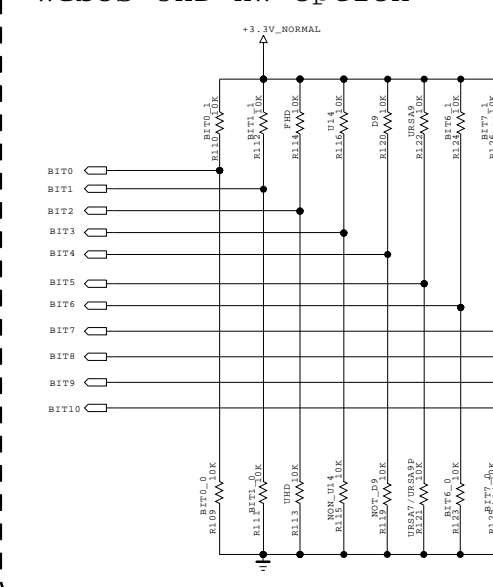 +3.3V_NORMAL
BIT0_1
10K
R110
BIT1_1
10K
R112
FHD
10K
R114
U14
10K
R116
D9
10K
R120
URSA9
10K
R122
BIT6_1
10K
R124
BIT7_1
BIT0
BIT1
BIT2
BIT3
BIT4
BIT5
BIT6
BIT7
BIT8
BIT9
BIT10
BIT0_0
10K
R109
BIT1_0
10K
R111
UHD
10K
R113
NON_U14
10K
R115
NOT_D9
10K
R119
URSA7/URSA9P
10K
R121
BIT6_0
10K
R123
BIT7_0